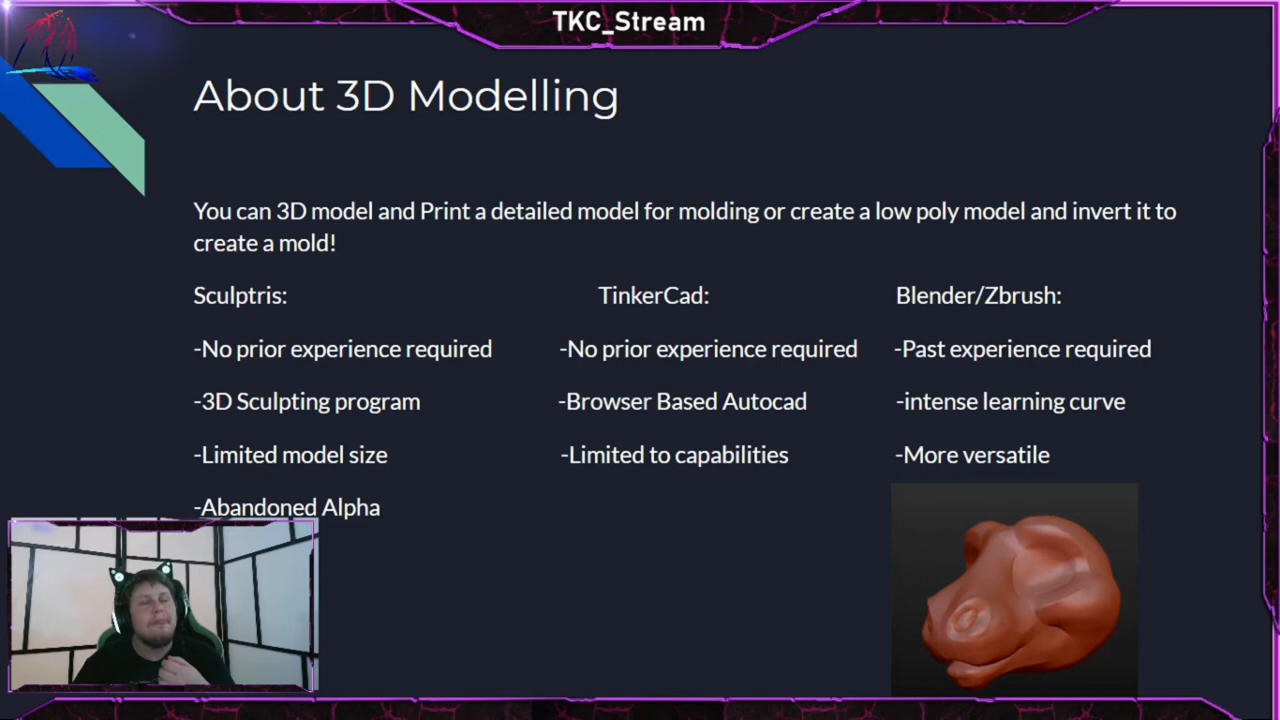 TKC_Stream
About 3D Modelling
You can 3D model and Print a detailed model for molding or create a low poly model and invert it to
create a mold!
Sculptris: TinkerCad: Blender/Zbrush:
-No prior experience required -No prior experience required -Past experience required
-3D Sculpting program -Browser Based Autocad -intense learning curve
-Limited model size -Limited to capabilities -More versatile
-Abandoned Alpha